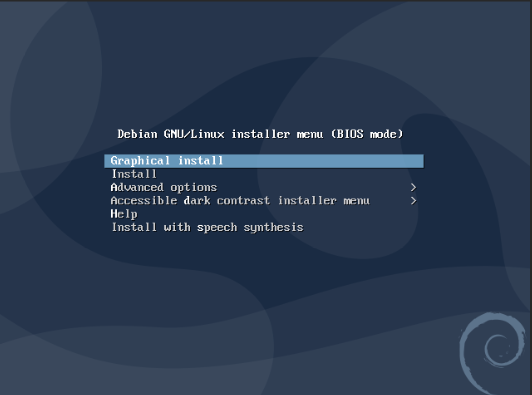 Debian GNU/Linux installer menu (BIOS mode)
Graphical install
Install
Advanced options >
Accessible dark contrast installer menu >
Help
Install with speech synthesis